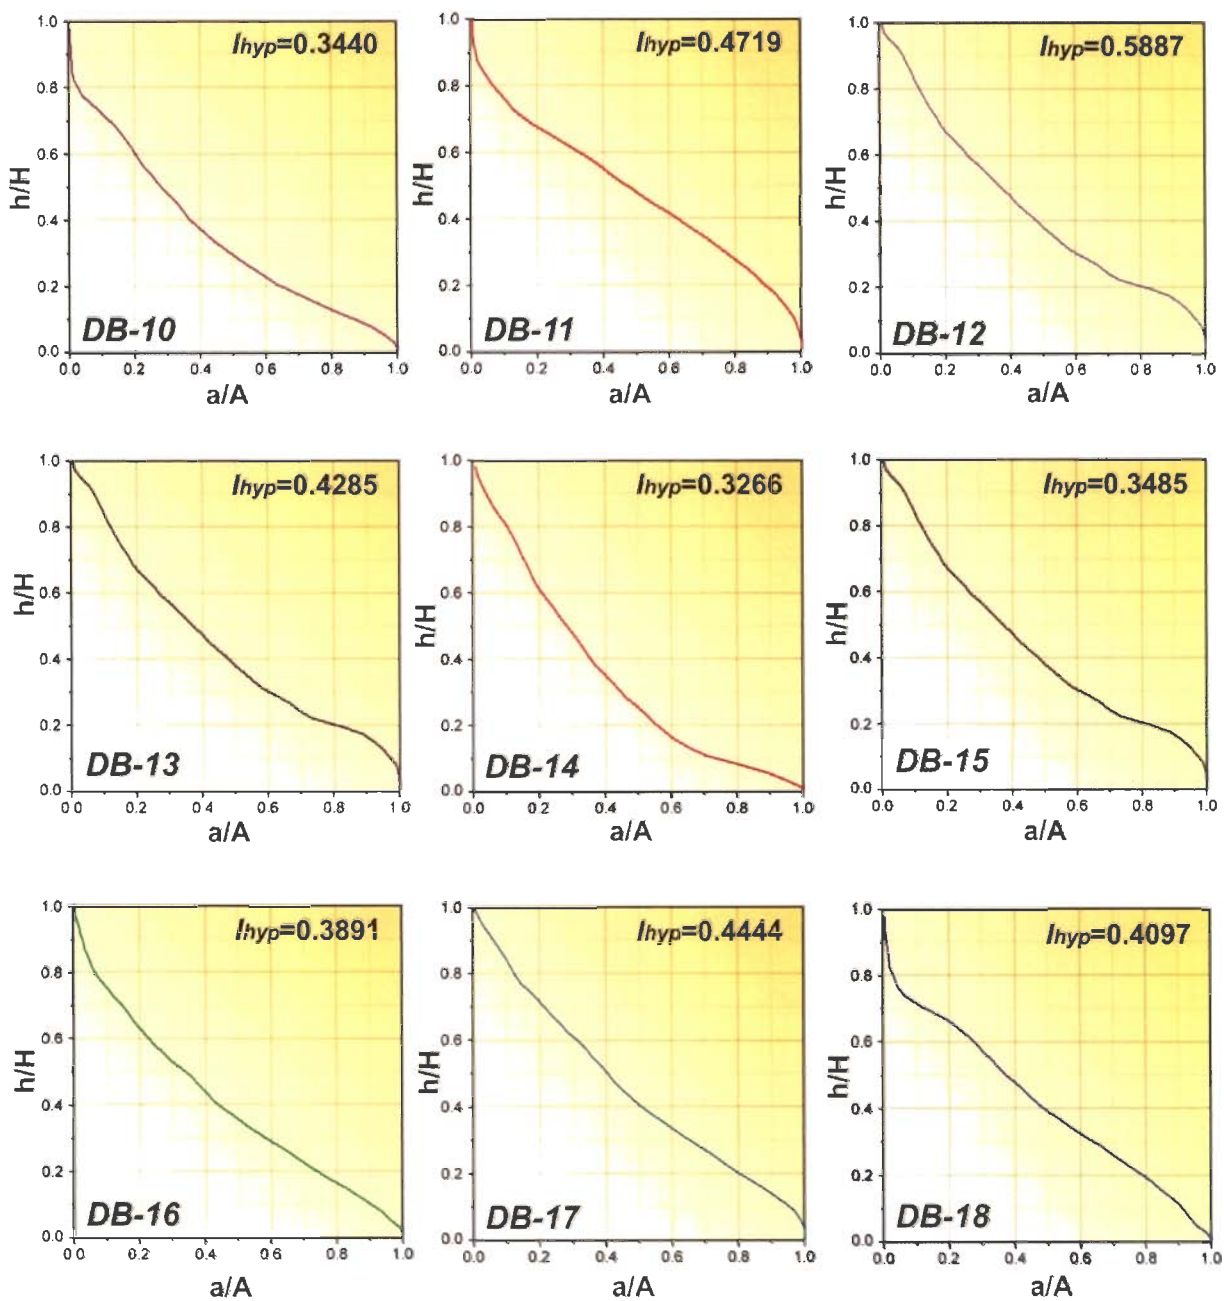 1.0
Ihyp=0.3440
0.8
0.6
h/H
0.4
0.2
DB-10
0.0
0.0 0.2 0.4 0.6 0.8 1.0
a/A
1.0
Ihyp=0.4719
0.8
0.6
h/H
0.4
0.2
DB-11
0.0
0.0 0.2 0.4 0.6 0.8 1.0
a/A
1.0
Ihyp=0.5887
0.8
0.6
h/H
0.4
0.2
DB-12
0.0
0.0 0.2 0.4 0.6 0.8 1.0
a/A
1.0
Ihyp=0.4285
0.8
0.6
h/H
0.4
0.2
DB-13
0.0
0.0 0.2 0.4 0.6 0.8 1.0
a/A
1.0
Ihyp=0.3266
0.8
0.6
h/H
0.4
0.2
DB-14
0.0
0.0 0.2 0.4 0.6 0.8 1.0
a/A
1.0
Ihyp=0.3485
0.8
0.6
h/H
0.4
0.2
DB-15
0.0
0.0 0.2 0.4 0.6 0.8 1.0
a/A
1.0
Ihyp=0.3891
0.8
0.6
h/H
0.4
0.2
DB-16
0.0
0.0 0.2 0.4 0.6 0.8 1.0
a/A
1.0
Ihyp=0.4444
0.8
0.6
h/H
0.4
0.2
DB-17
0.0
0.0 0.2 0.4 0.6 0.8 1.0
a/A
1.0
Ihyp=0.4097
0.8
0.6
h/H
0.4
0.2
DB-18
0.0
0.0 0.2 0.4 0.6 0.8 1.0
a/A